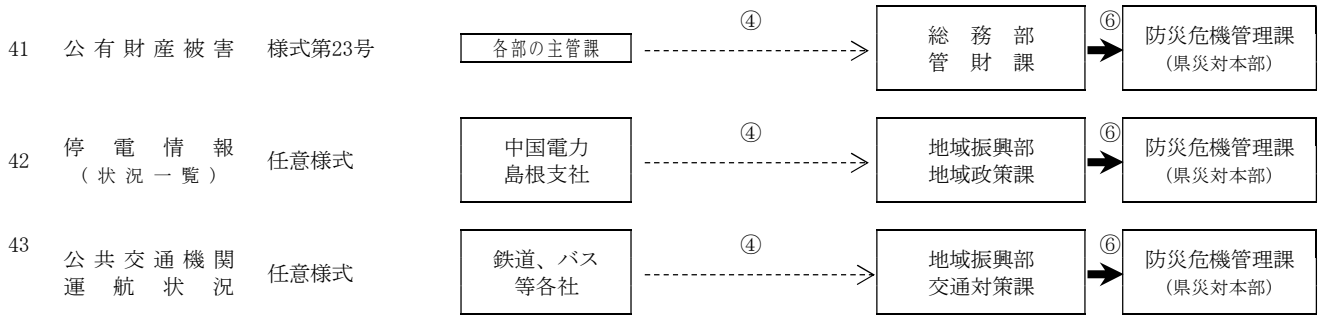 41 公有財産被害 様式第23号 各部の主管課 ④ 総務部 管財課 ⑥ 防災危機管理課 (県災対本部)
42 停電情報 (状況一覧) 任意様式 中国電力 島根支社 ④ 地域振興部 地域政策課 ⑥ 防災危機管理課 (県災対本部)
43 公共交通機関 運航状況 任意様式 鉄道、バス 等各社 ④ 地域振興部 交通対策課 ⑥ 防災危機管理課 (県災対本部)